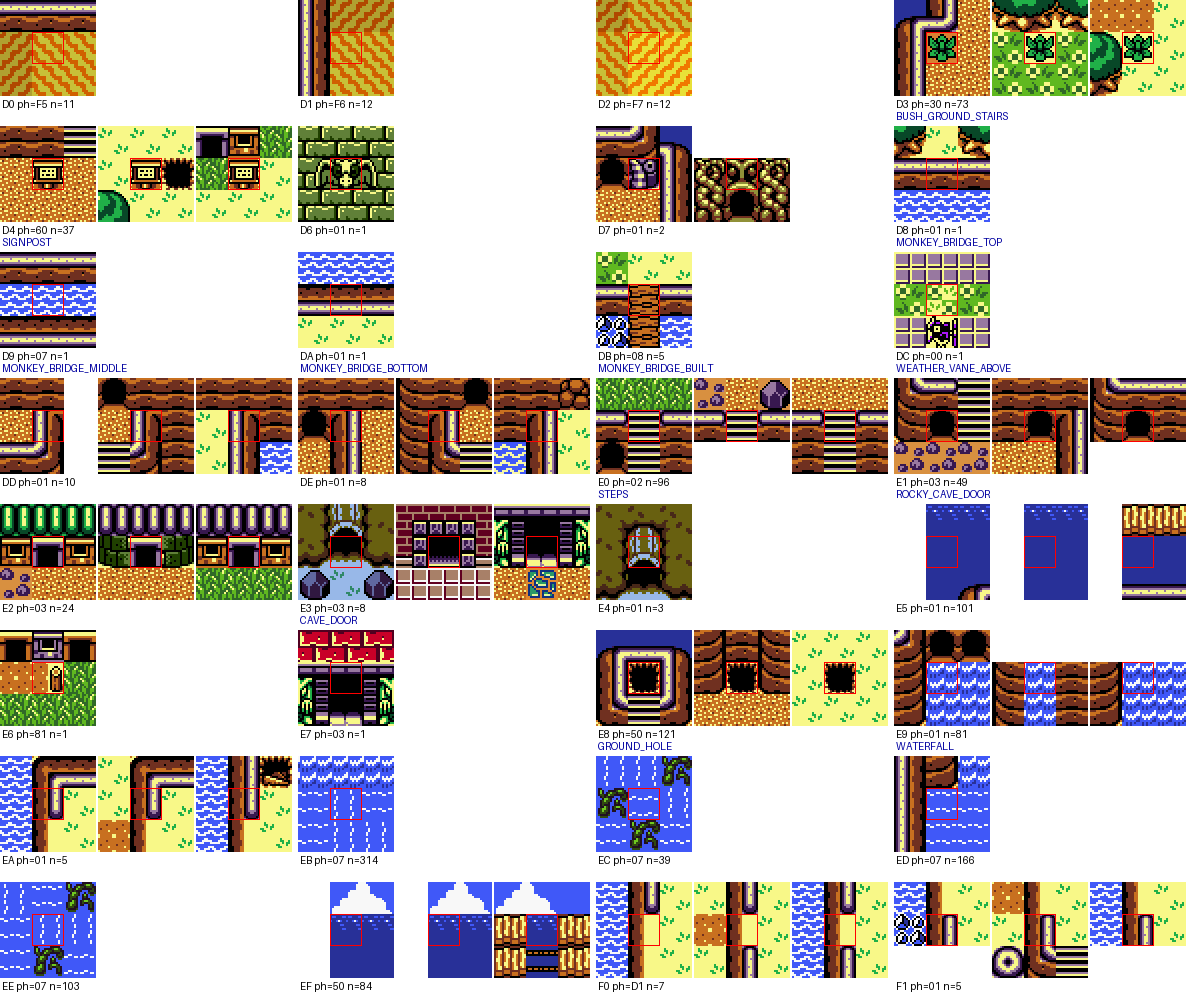 D0 ph=F5 n=11
D1 ph=F6 n=12
D2 ph=F7 n=12
D3 ph=30 n=73
BUSH_GROUND_STAIRS
D4 ph=60 n=37
SIGNPOST
D6 ph=01 n=1
D7 ph=01 n=2
D8 ph=01 n=1
MONKEY_BRIDGE_TOP
D9 ph=07 n=1
MONKEY_BRIDGE_MIDDLE
DA ph=01 n=1
MONKEY_BRIDGE_BOTTOM
DB ph=08 n=5
MONKEY_BRIDGE_BUILT
DC ph=00 n=1
WEATHER_VANE_ABOVE
DD ph=01 n=10
DE ph=01 n=8
E0 ph=02 n=96
STEPS
E1 ph=03 n=49
ROCKY_CAVE_DOOR
E2 ph=03 n=24
E3 ph=03 n=8
CAVE_DOOR
E4 ph=01 n=3
E5 ph=01 n=101
E6 ph=81 n=1
E7 ph=03 n=1
E8 ph=50 n=121
GROUND_HOLE
E9 ph=01 n=81
WATERFALL
EA ph=01 n=5
EB ph=07 n=314
EC ph=07 n=39
ED ph=07 n=166
EE ph=07 n=103
EF ph=50 n=84
F0 ph=D1 n=7
F1 ph=01 n=5